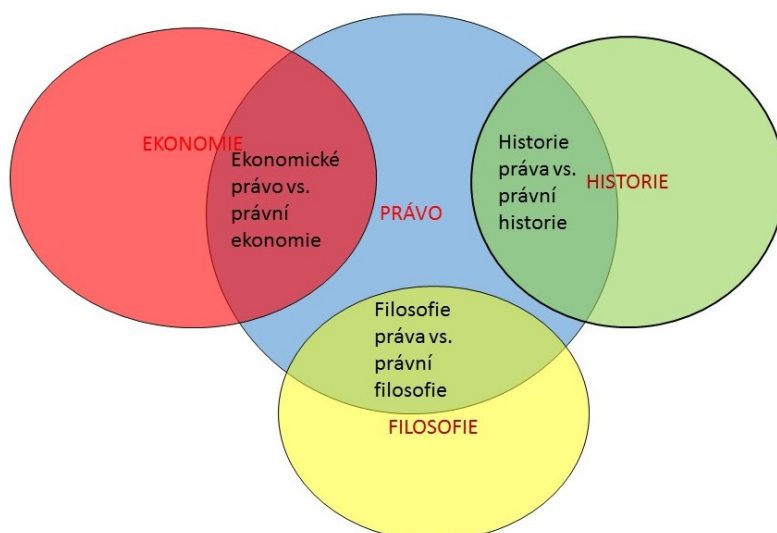 EKONOMIE
Ekonomické
právo vs.
právní
ekonomie
PRÁVO
Historie
práva vs.
právní
historie
HISTORIE
Filosofie
práva vs.
právní
filosofie
FILOSOFIE